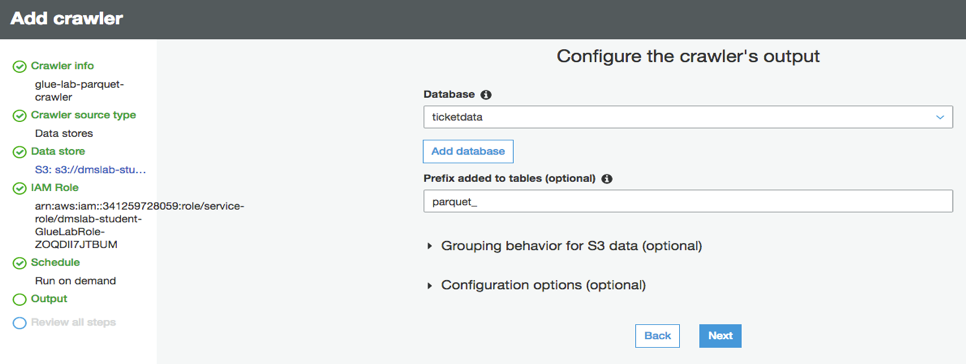 Add crawler
Crawler info
glue-lab-parquet-
crawler
Crawler source type
Data stores
Data store
S3: s3://dmslab-stu...
IAM Role
arn:aws:iam::341259728059:role/service-
role/dmslab-student-
GlueLabRole-
ZOQDII7JTBUM
Schedule
Run on demand
Output
Review all steps
Configure the crawler's output
Database
ticketdata
Add database
Prefix added to tables (optional)
parquet_
Grouping behavior for S3 data (optional)
Configuration options (optional)
Back
Next